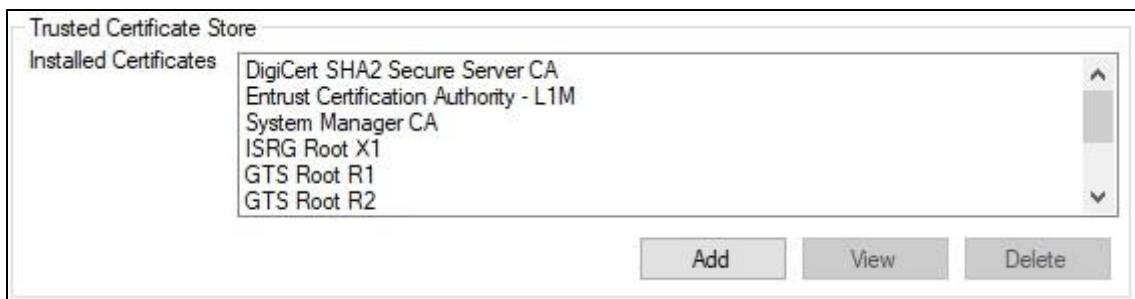 Trusted Certificate Store
Installed Certificates
DigiCert SHA2 Secure Server CA
Entrust Certification Authority - L1M
System Manager CA
ISRG Root X1
GTS Root R1
GTS Root R2
Add View Delete